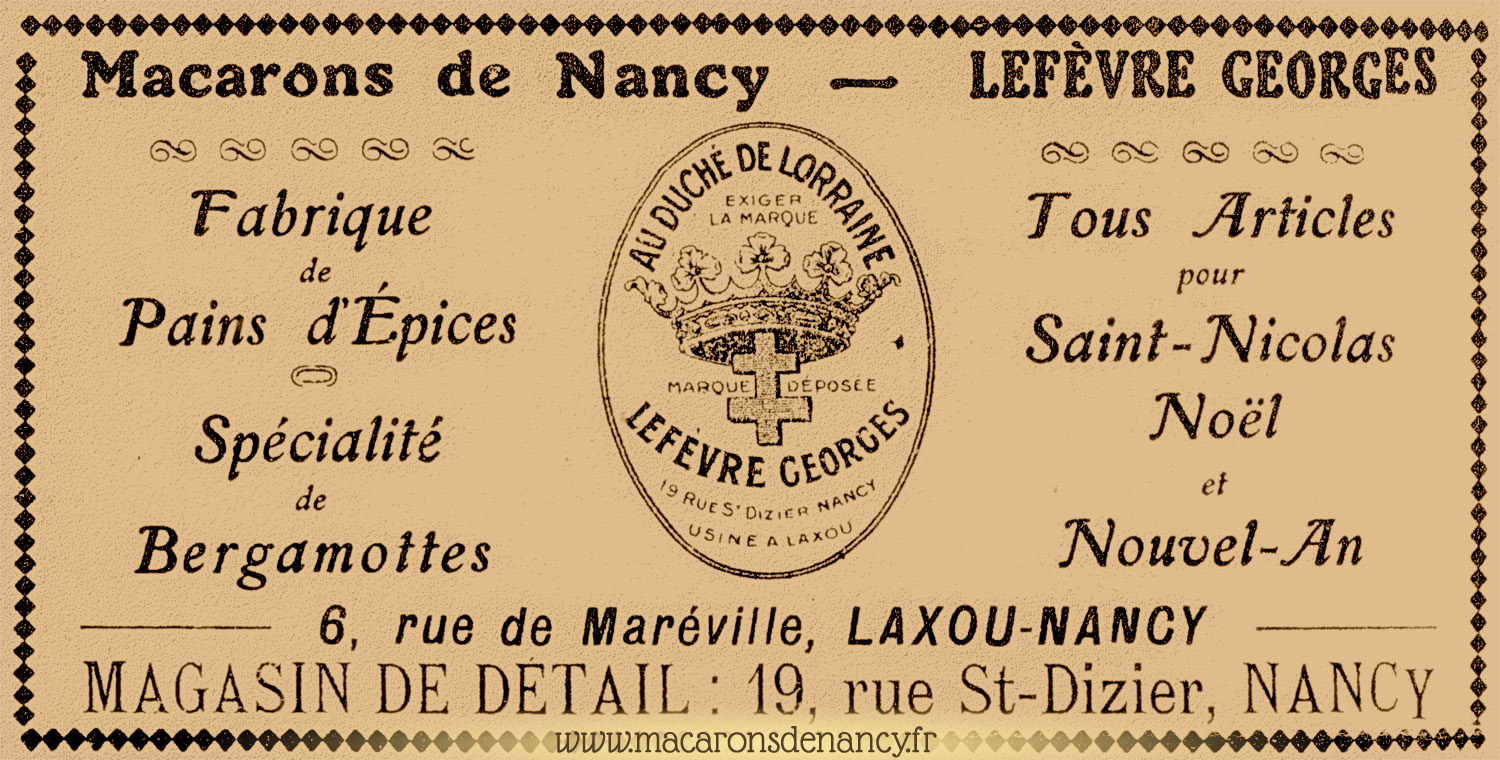 Macarons de Nancy — LEFÈVRE GEORGES
Fabrique
de
Pains d'Épices
Spécialité
de
Bergamottes
AU DUCHÉ DE LORRAINE
EXIGER
LA MARQUE
MARQUE DÉPOSÉE
LEFÈVRE GEORGES
19 RUE St DIZIER NANCY
USINE A LAXOU
Tous Articles
pour
Saint-Nicolas
Noël
et
Nouvel-An
6, rue de Maréville, LAXOU-NANCY
MAGASIN DE DÉTAIL : 19, rue St-Dizier, NANCY
www.macaronsdenancy.fr